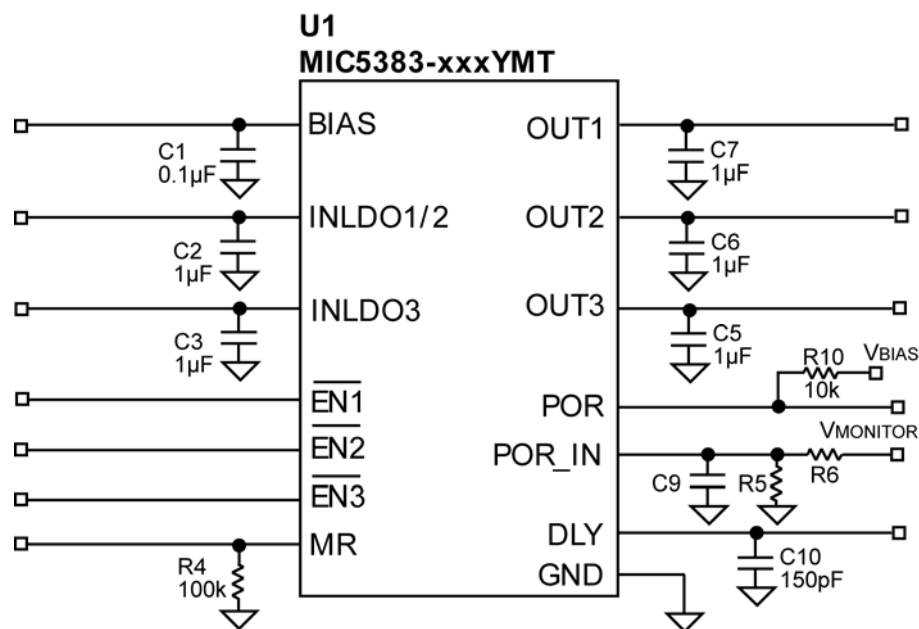 U1
MIC5383-xxxYMT
BIAS
C1
0.1µF
INLDO1/2
C2
1µF
INLDO3
C3
1µF
EN1
EN2
EN3
MR
R4
100k
OUT1
C7
1µF
OUT2
C6
1µF
OUT3
C5
1µF
R10
10k
VBIAS
POR
VMONITOR
POR_IN
C9
R5
R6
DLY
C10
150pF
GND